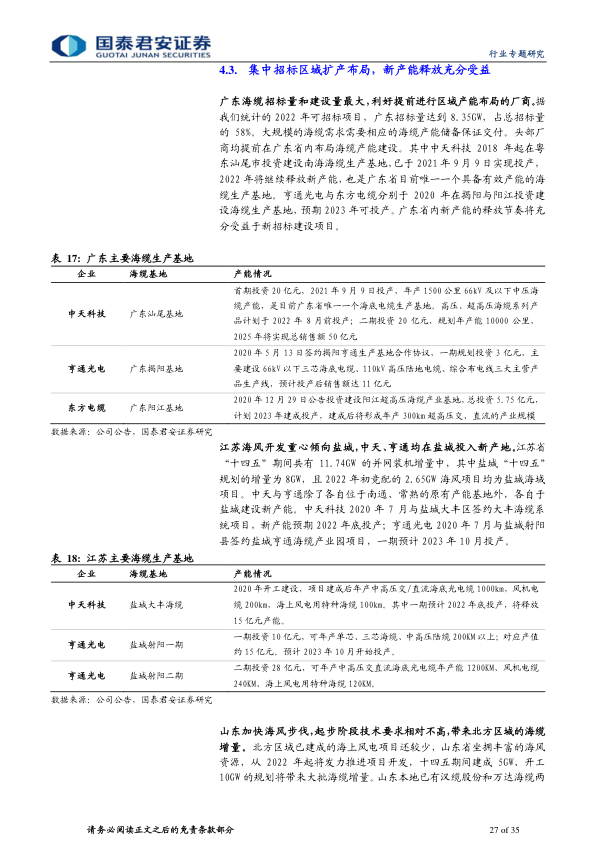 国泰君安证券
GUOTAI JUNAN SECURITIES
行业专题研究
4.3. 集中招标区域扩产布局，新产能释放充分受益
广东海缆招标量和建设量最大，利好提前进行区域产能布局的厂商。据
我们统计的 2022 年可招标项目，广东招标量达到 8.35GW，占总招标量
的 58%。大规模的海缆需求需要相应的海缆产能储备保证交付。头部厂
商均提前在广东省内布局海缆产能建设。其中中天科技 2018 年起在粤
东汕尾市投资建设南海海缆生产基地，已于 2021 年 9 月 9 日实现投产，
2022 年将继续释放新产能，也是广东省目前唯一一个具备有效产能的海
缆生产基地。亨通光电与东方电缆分别于 2020 年在揭阳与阳江投资建
设海缆生产基地，预期 2023 年可投产。广东省内新产能的释放节奏将充
分受益于新招标建设项目。
表 17：广东主要海缆生产基地
企业 海缆基地 产能情况
首期投资 20 亿元，2021 年 9 月 9 日投产，年产 1500 公里 66kV 及以下中压海
中天科技 广东汕尾基地 缆产能，是目前广东省唯一一个海底电缆生产基地。高压、超高压海缆系列产
品计划于 2022 年 8 月前投产；二期投资 20 亿元，规划年产能 10000 公里，
2025 年将实现总销售额 50 亿元
2020 年 5 月 13 日签约揭阳亨通生产基地合作协议，一期规划投资 3 亿元，主
亨通光电 广东揭阳基地 要建设 66kV 以下三芯海底电缆、110kV 高压陆地电缆，综合布电线三大主营产
品生产线，预计投产后销售额达 11 亿元
东方电缆 广东阳江基地 2020 年 12 月 29 日公告投资建设阳江超高压海缆产业基地，总投资 5.75 亿元，
计划 2023 年建成投产，建成后将形成年产 300km 超高压交、直流的产业规模
数据来源：公司公告，国泰君安证券研究
江苏海风开发重心倾向盐城，中天、亨通均在盐城投入新产地。江苏省
“十四五”期间共有 11.74GW 的并网装机增量中，其中盐城“十四五”
规划的增量为 8GW，且 2022 年初竞配的 2.65GW 海风项目均为盐城海域
项目。中天与亨通除了各自位于南通、常熟的原有产能基地外，各自于
盐城建设新产能。中天科技 2020 年 7 月与盐城大丰区签约大丰海缆系
统项目，新产能预期 2022 年底投产；亨通光电 2020 年 7 月与盐城射阳
县签约盐城亨通海缆产业园项目，一期预计 2023 年 10 月投产。
表 18：江苏主要海缆生产基地
企业 海缆基地 产能情况
2020 年开工建设，项目建成后年产中高压交/直流海底光电缆 1000km，风机电
中天科技 盐城大丰海缆 缆 200km，海上风电用特种海缆 100km。其中一期预计 2022 年底投产，将释放
15 亿元产能。
亨通光电 盐城射阳一期 一期投资 10 亿元，可年产单芯、三芯海缆、中高压陆缆 200KM 以上；对应产值
约 15 亿元。预计 2023 年 10 月开始投产。
亨通光电 盐城射阳二期 二期投资 28 亿元，可年产中高压交直流海底光电缆年产能 1200KM、风机电缆
240KM、海上风电用特种海缆 120KM。
数据来源：公司公告，国泰君安证券研究
山东加快海风步伐，起步阶段技术要求相对不高，带来北方区域的海缆
增量。北方区域已建成的海上风电项目还较少，山东省坐拥丰富的海风
资源，从 2022 年起将发力推进项目开发，十四五期间建成 5GW、开工
10GW 的规划将带来大批海缆增量。山东本地已有汉缆股份和万达海缆两
请务必阅读正文之后的免责条款部分
27 of 35